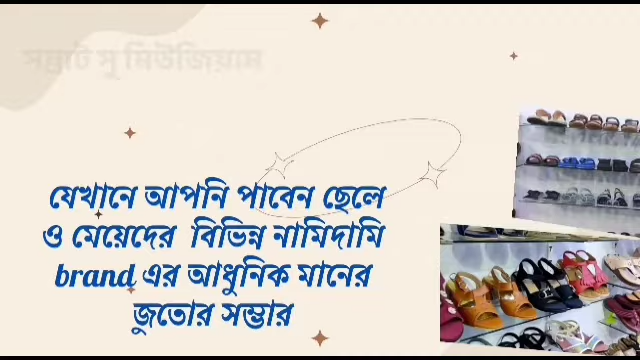 সম্রাট সু মিউজিয়াম
যেখানে আপনি পাবেন ছেলে
ও মেয়েদের বিভিন্ন নামিদামি
brand এর আধুনিক মানের
জুতোর সম্ভার